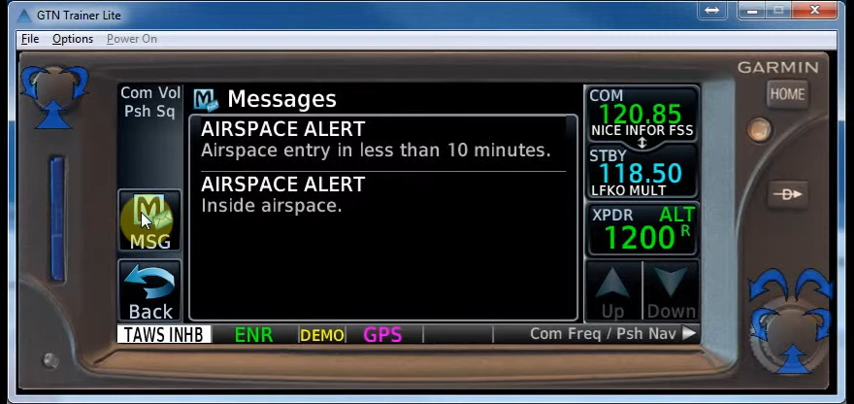 GTN Trainer Lite
File Options Power On
GARMIN
Com Vol
Psh Sq
Messages
AIRSPACE ALERT
Airspace entry in less than 10 minutes.
AIRSPACE ALERT
Inside airspace.
MSG
Back
COM
120.85
NICE INFOR FSS
STBY
118.50
LFKO MULT
XPDR ALT
1200 R
Up Down
HOME
D
TAWS INHB ENR DEMO GPS Com Freq / Psh Nav